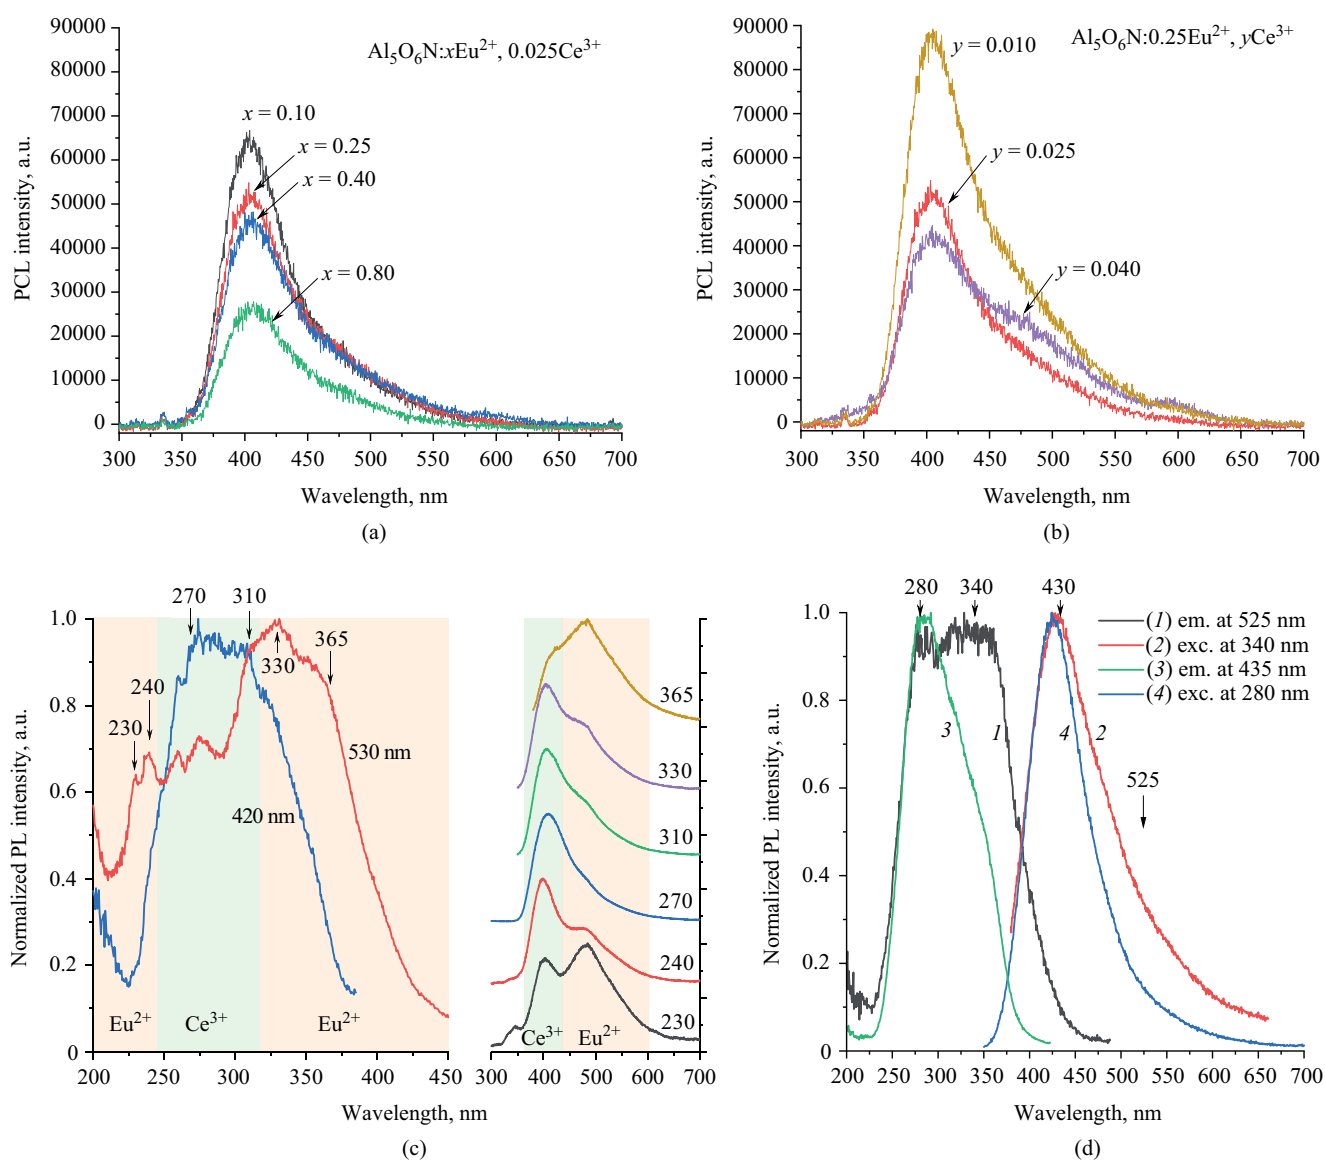 90000
80000
70000
60000
50000
40000
30000
20000
10000
0
PCL intensity, a.u.
Al5O6N:xEu2+, 0.025Ce3+
x = 0.10
x = 0.25
x = 0.40
x = 0.80
300 350 400 450 500 550 600 650 700
Wavelength, nm
(a)
90000
80000
70000
60000
50000
40000
30000
20000
10000
0
PCL intensity, a.u.
Al5O6N:0.25Eu2+, yCe3+
y = 0.010
y = 0.025
y = 0.040
300 350 400 450 500 550 600 650 700
Wavelength, nm
(b)
1.0
0.8
0.6
0.4
0.2
0
Normalized PL intensity, a.u.
270 310
330
365
240
230
530 nm
420 nm
Eu2+ Ce3+ Eu2+
200 250 300 350 400 450
365
330
310
270
240
230
Ce3+ Eu2+
300 400 500 600 700
Wavelength, nm
(c)
1.0
0.8
0.6
0.4
0.2
0
Normalized PL intensity, a.u.
280 340 430
(1) em. at 525 nm
(2) exc. at 340 nm
(3) em. at 435 nm
(4) exc. at 280 nm
3 1 4 2
525
200 250 300 350 400 450 500 550 600 650 700
Wavelength, nm
(d)